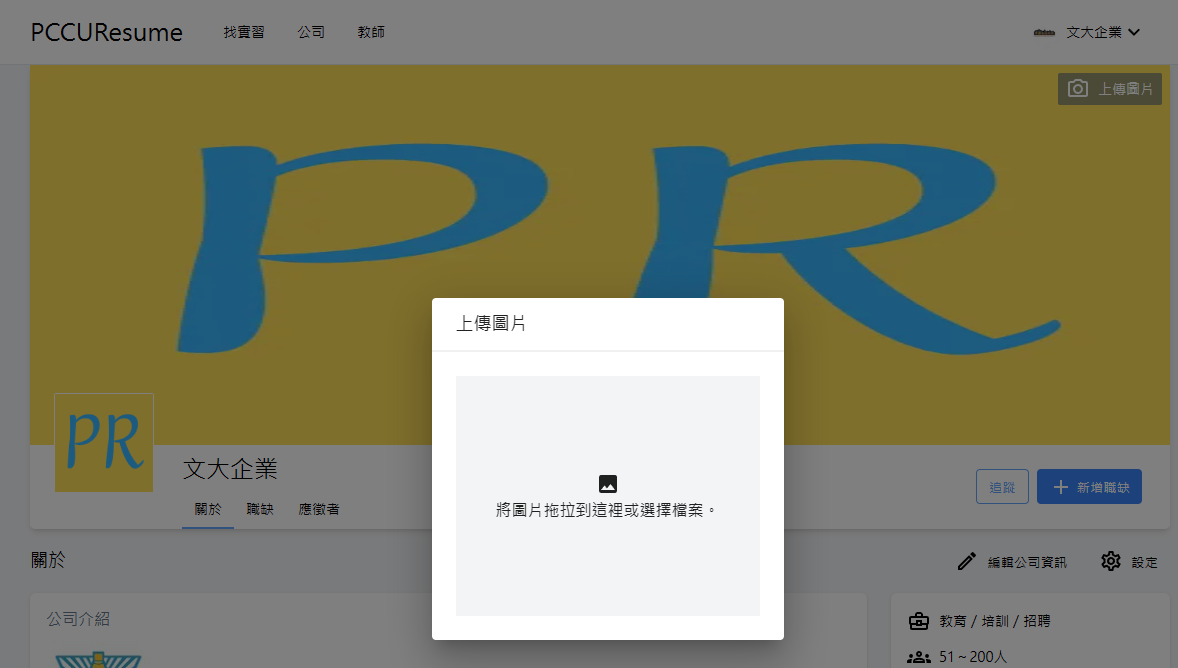 PCCUResume 找實習 公司 教師 文大企業
上傳圖片
PR
上傳圖片
PR
將圖片拖拉到這裡或選擇檔案。
文大企業
追蹤 新增職缺
關於 職缺 應徵者
關於 編輯公司資訊 設定
公司介紹
教育 / 培訓 / 招聘
51 ~ 200人